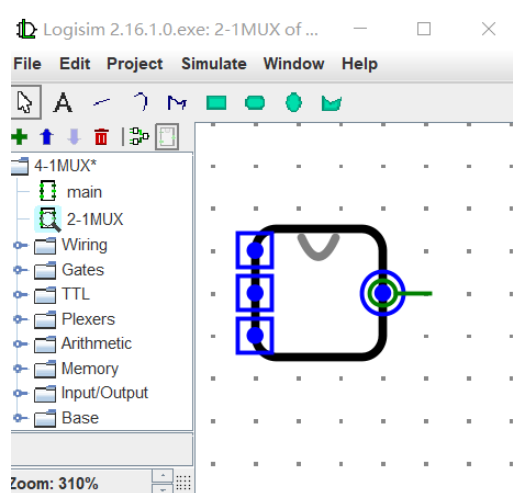 Logisim 2.16.1.0.exe: 2-1MUX of ...
File Edit Project Simulate Window Help
A
4-1MUX*
main
2-1MUX
Wiring
Gates
TTL
Plexers
Arithmetic
Memory
Input/Output
Base
Zoom: 310%